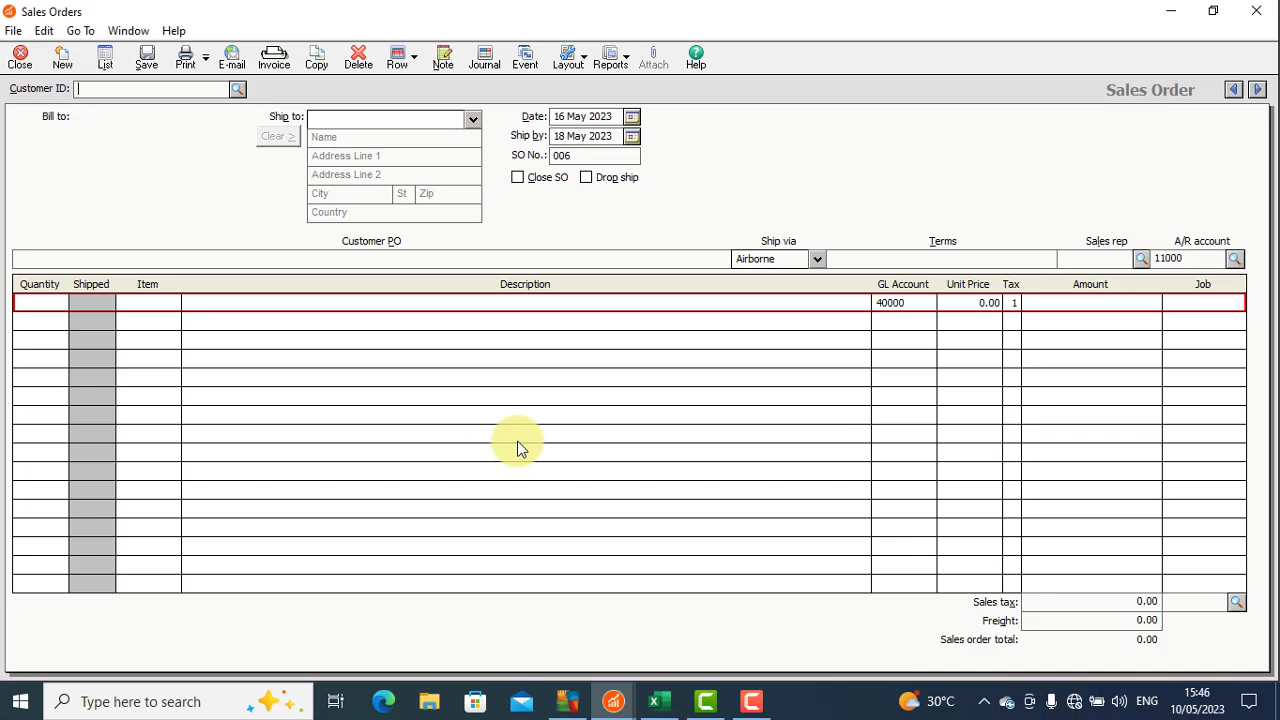 Sales Orders
File Edit Go To Window Help
Close New List Save Print E-mail Invoice Copy Delete Row Note Journal Event Layout Reports Attach Help
Customer ID: Sales Order
Bill to: Ship to: Date: 16 May 2023
Clear > Name Ship by: 18 May 2023
Address Line 1 SO No.: 006
Address Line 2 Close SO Drop ship
City St Zip
Country
Customer PO Ship via Terms Sales rep A/R account
Airborne 11000
Quantity Shipped Item Description GL Account Unit Price Tax Amount Job
40000 0.00 1
Sales tax: 0.00
Freight: 0.00
Sales order total: 0.00
Type here to search 30°C ENG 15:46
10/05/2023